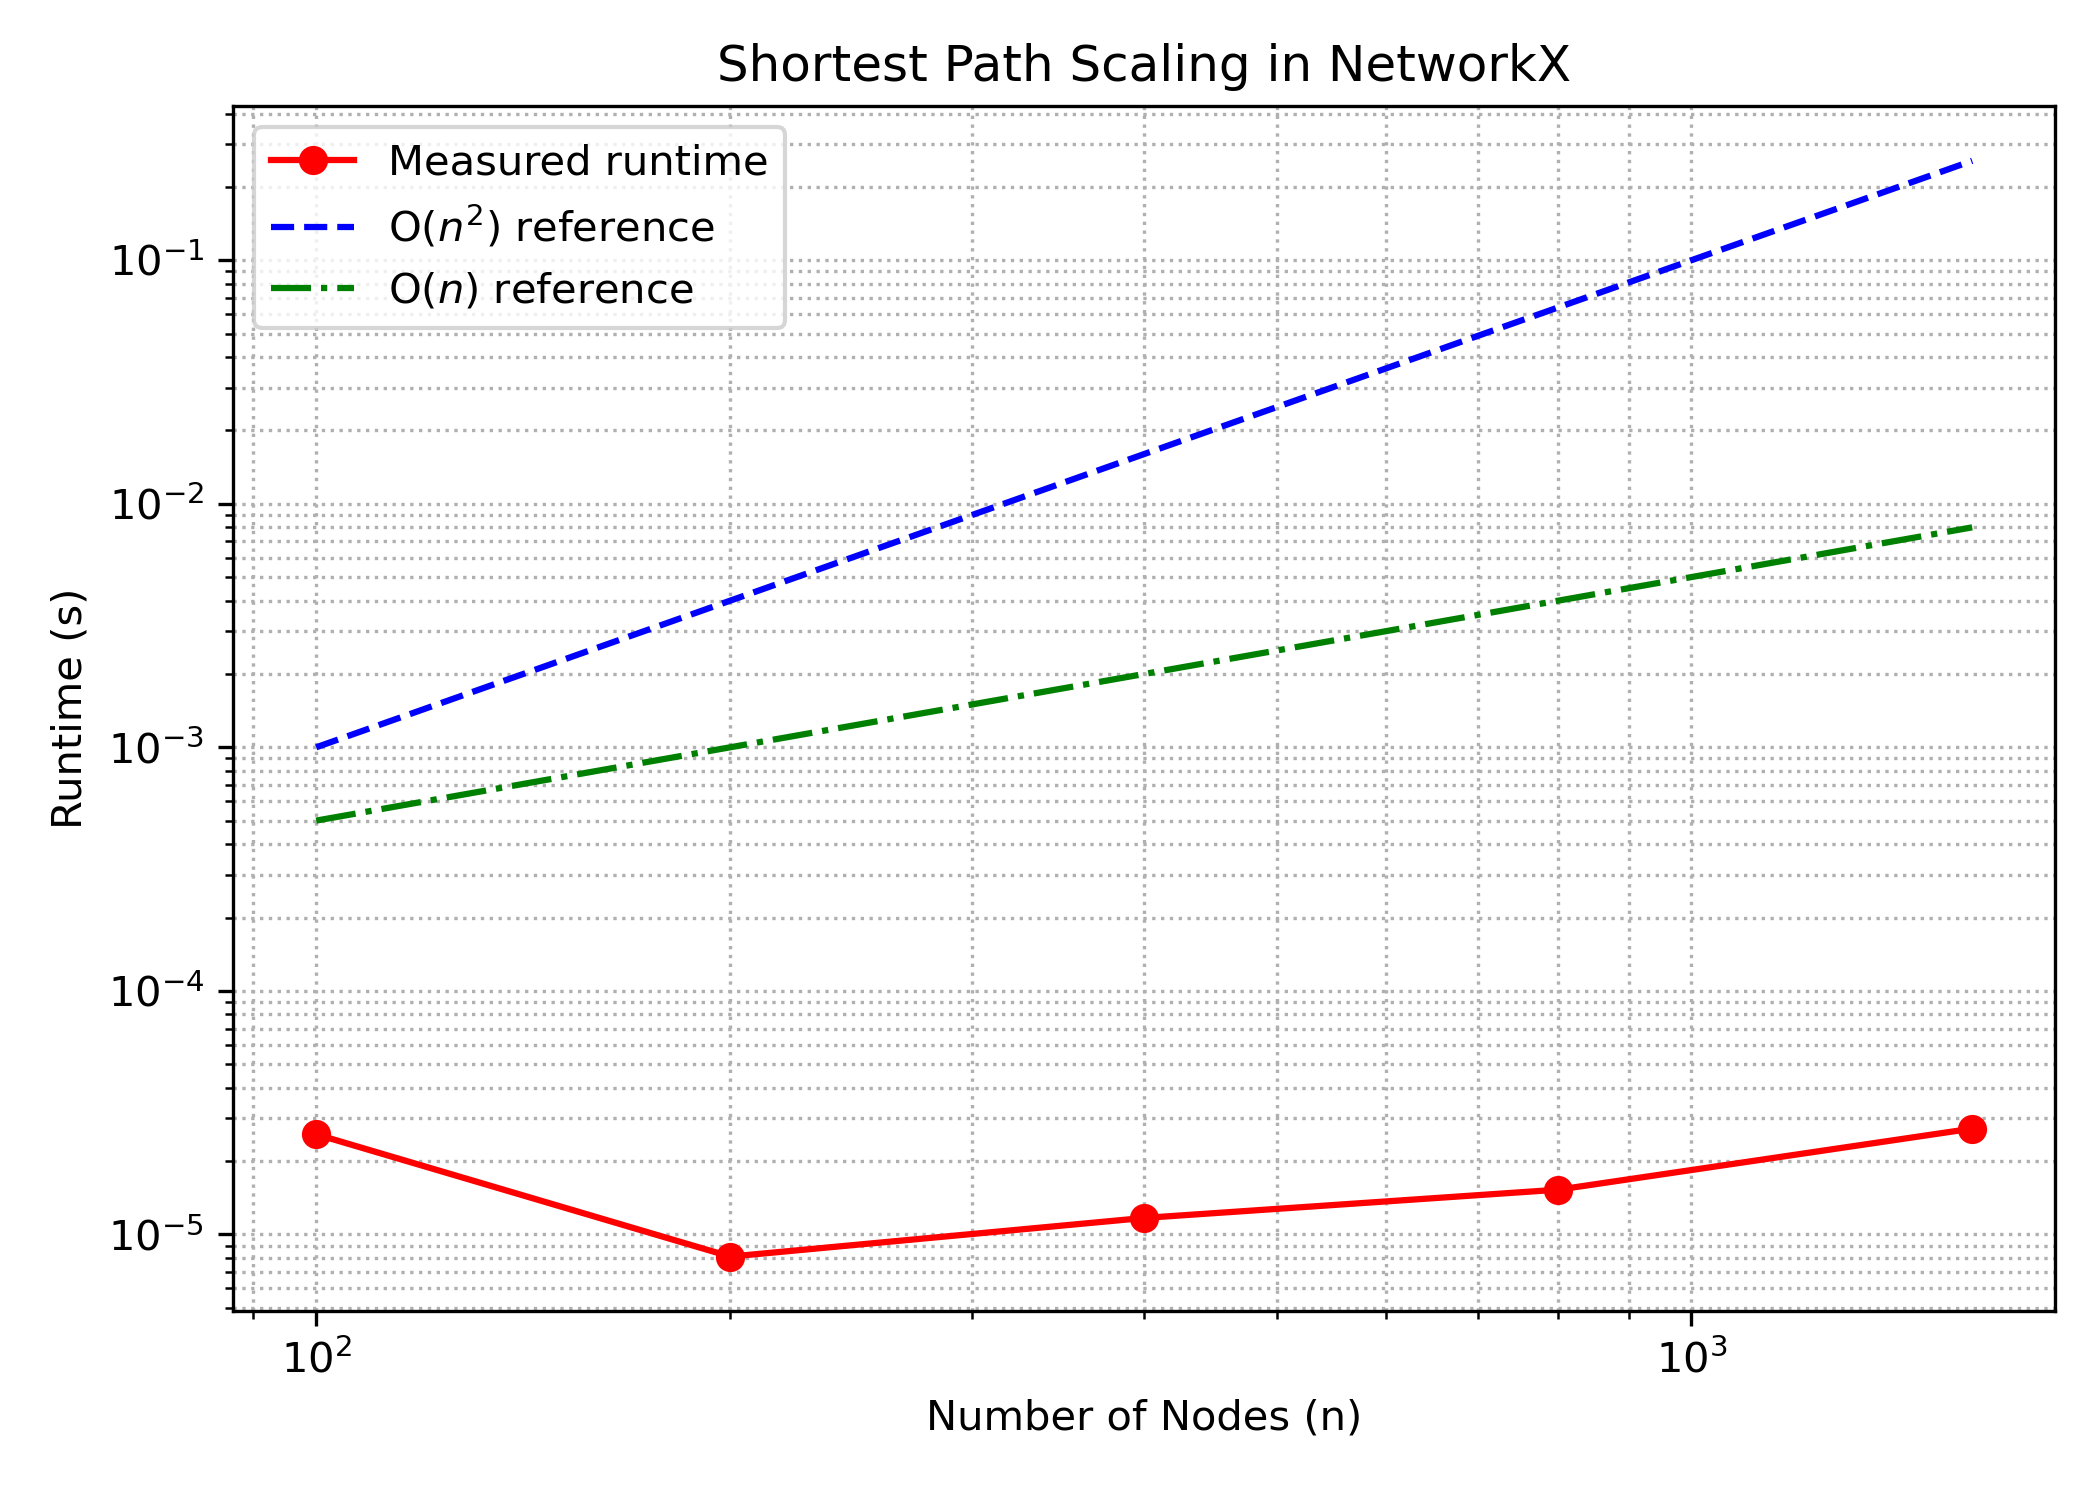 Shortest Path Scaling in NetworkX
Measured runtime
O(n²) reference
O(n) reference
10⁻¹
10⁻²
10⁻³
10⁻⁴
10⁻⁵
Runtime (s)
10² 10³
Number of Nodes (n)